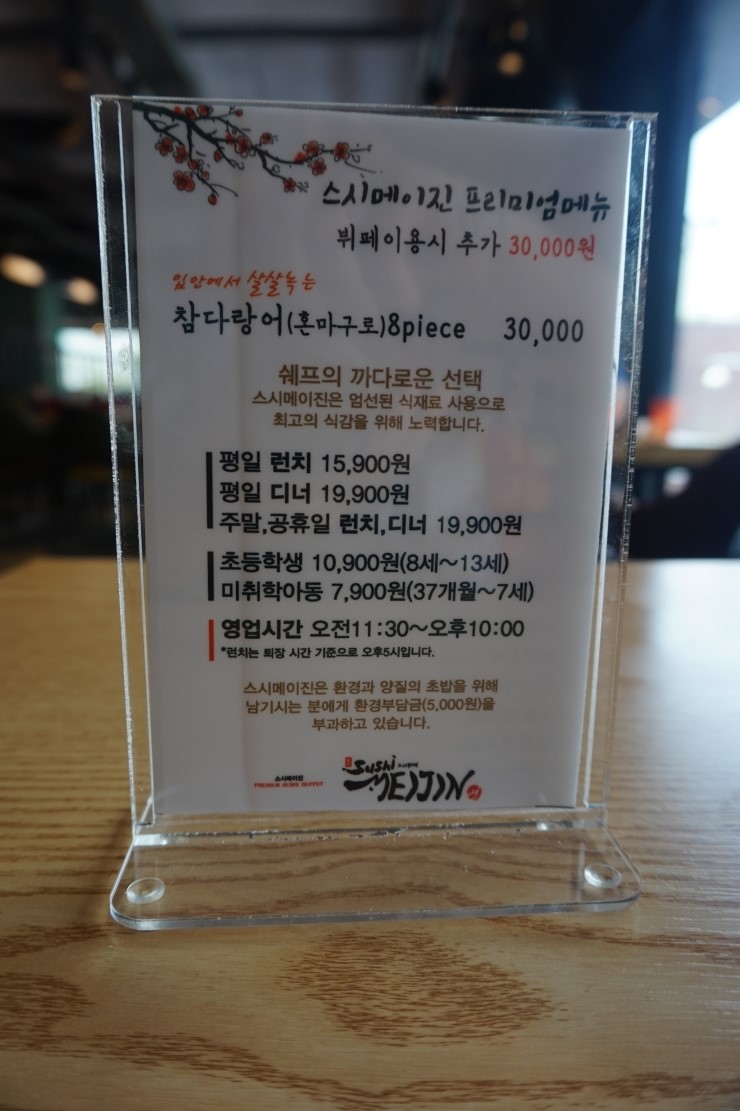 스시메이진 프리미엄메뉴
뷔페이용시 추가 30,000원
입안에서 살살녹는
참다랑어(혼마구로)8piece 30,000
쉐프의 까다로운 선택
스시메이진은 엄선된 식재료 사용으로
최고의 식감을 위해 노력합니다.
평일 런치 15,900원
평일 디너 19,900원
주말,공휴일 런치,디너 19,900원
초등학생 10,900원(8세~13세)
미취학아동 7,900원(37개월~7세)
영업시간 오전11:30~오후10:00
*런치는 퇴장 시간 기준으로 오후5시입니다.
스시메이진은 환경과 양질의 초밥을 위해
남기시는 분에게 환경부담금(5,000원)을
부과하고 있습니다.
스시메이진
PREMIUM SUSHI BUFFET
Sushi
MEIJIN